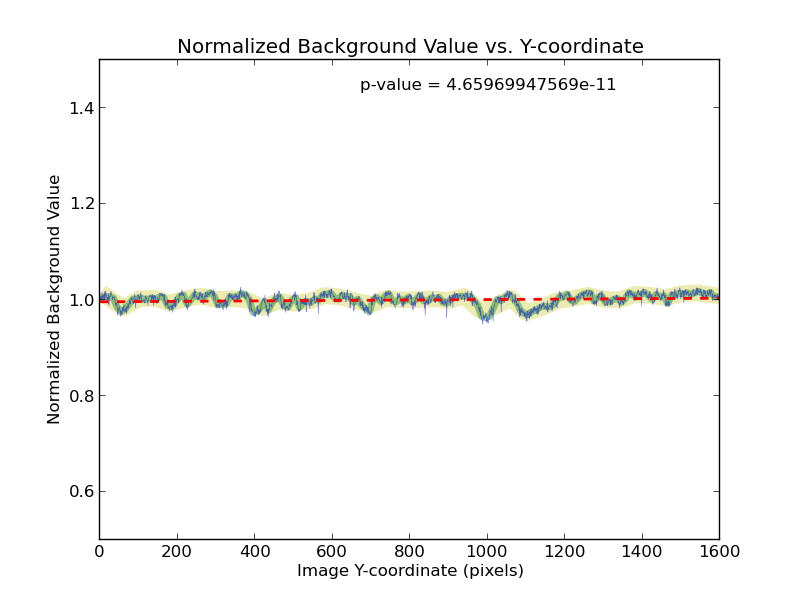 Normalized Background Value vs. Y-coordinate
p-value = 4.65969947569e-11
1.4
1.2
1.0
0.8
0.6
Normalized Background Value
0 200 400 600 800 1000 1200 1400 1600
Image Y-coordinate (pixels)